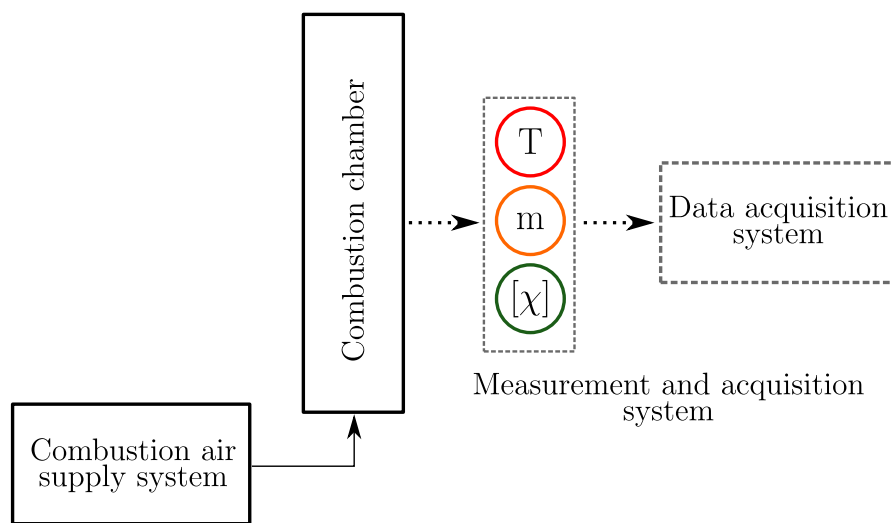 Combustion chamber
T
m
[χ]
Data acquisition
system
Measurement and acquisition
system
Combustion air
supply system